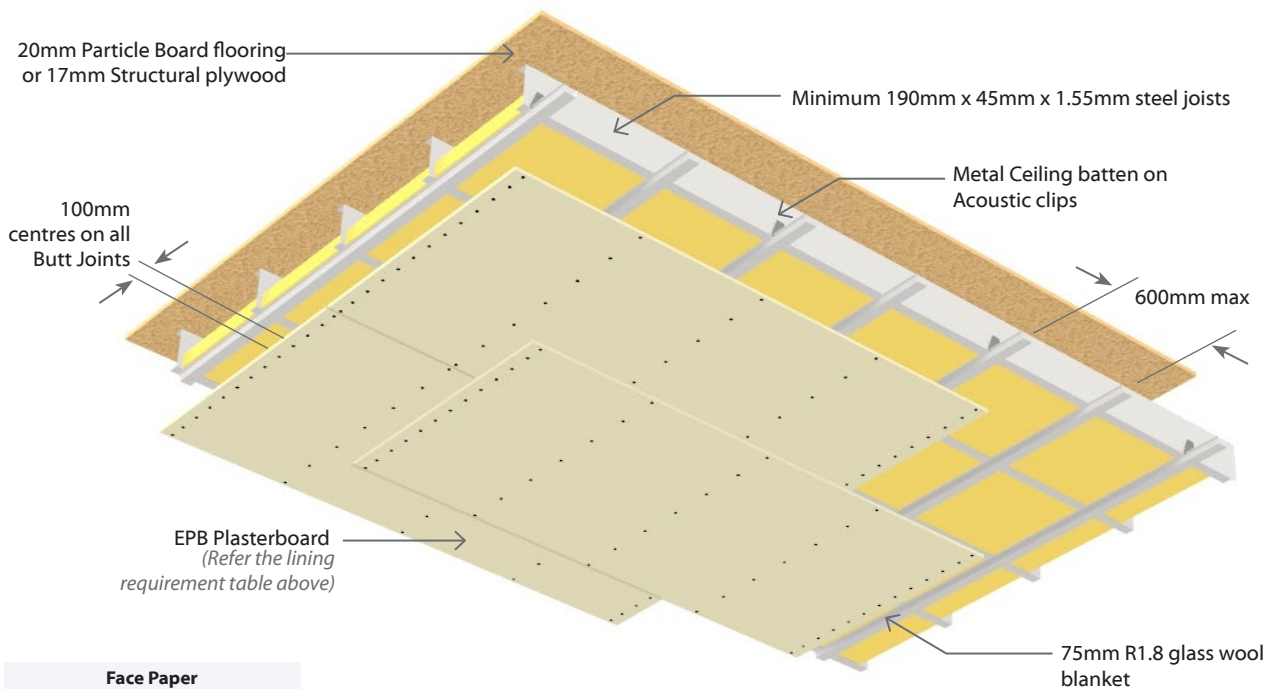 20mm Particle Board flooring
or 17mm Structural plywood
Minimum 190mm x 45mm x 1.55mm steel joists
Metal Ceiling batten on
Acoustic clips
100mm
centres on all
Butt Joints
600mm max
EPB Plasterboard
(Refer the lining
requirement table above)
75mm R1.8 glass wool
blanket
Face Paper